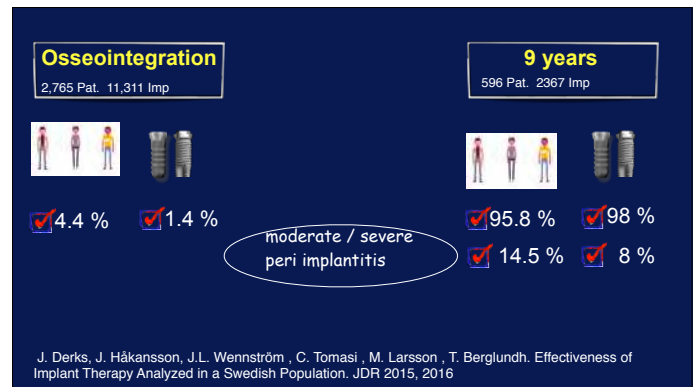 Osseointegration
2,765 Pat.  11,311 Imp
9 years
596 Pat.  2367 Imp
4.4 %
1.4 %
95.8 %
98 %
moderate / severe
peri implantitis
14.5 %
8 %
J. Derks, J. Håkansson, J.L. Wennström , C. Tomasi , M. Larsson , T. Berglundh. Effectiveness of
Implant Therapy Analyzed in a Swedish Population. JDR 2015, 2016